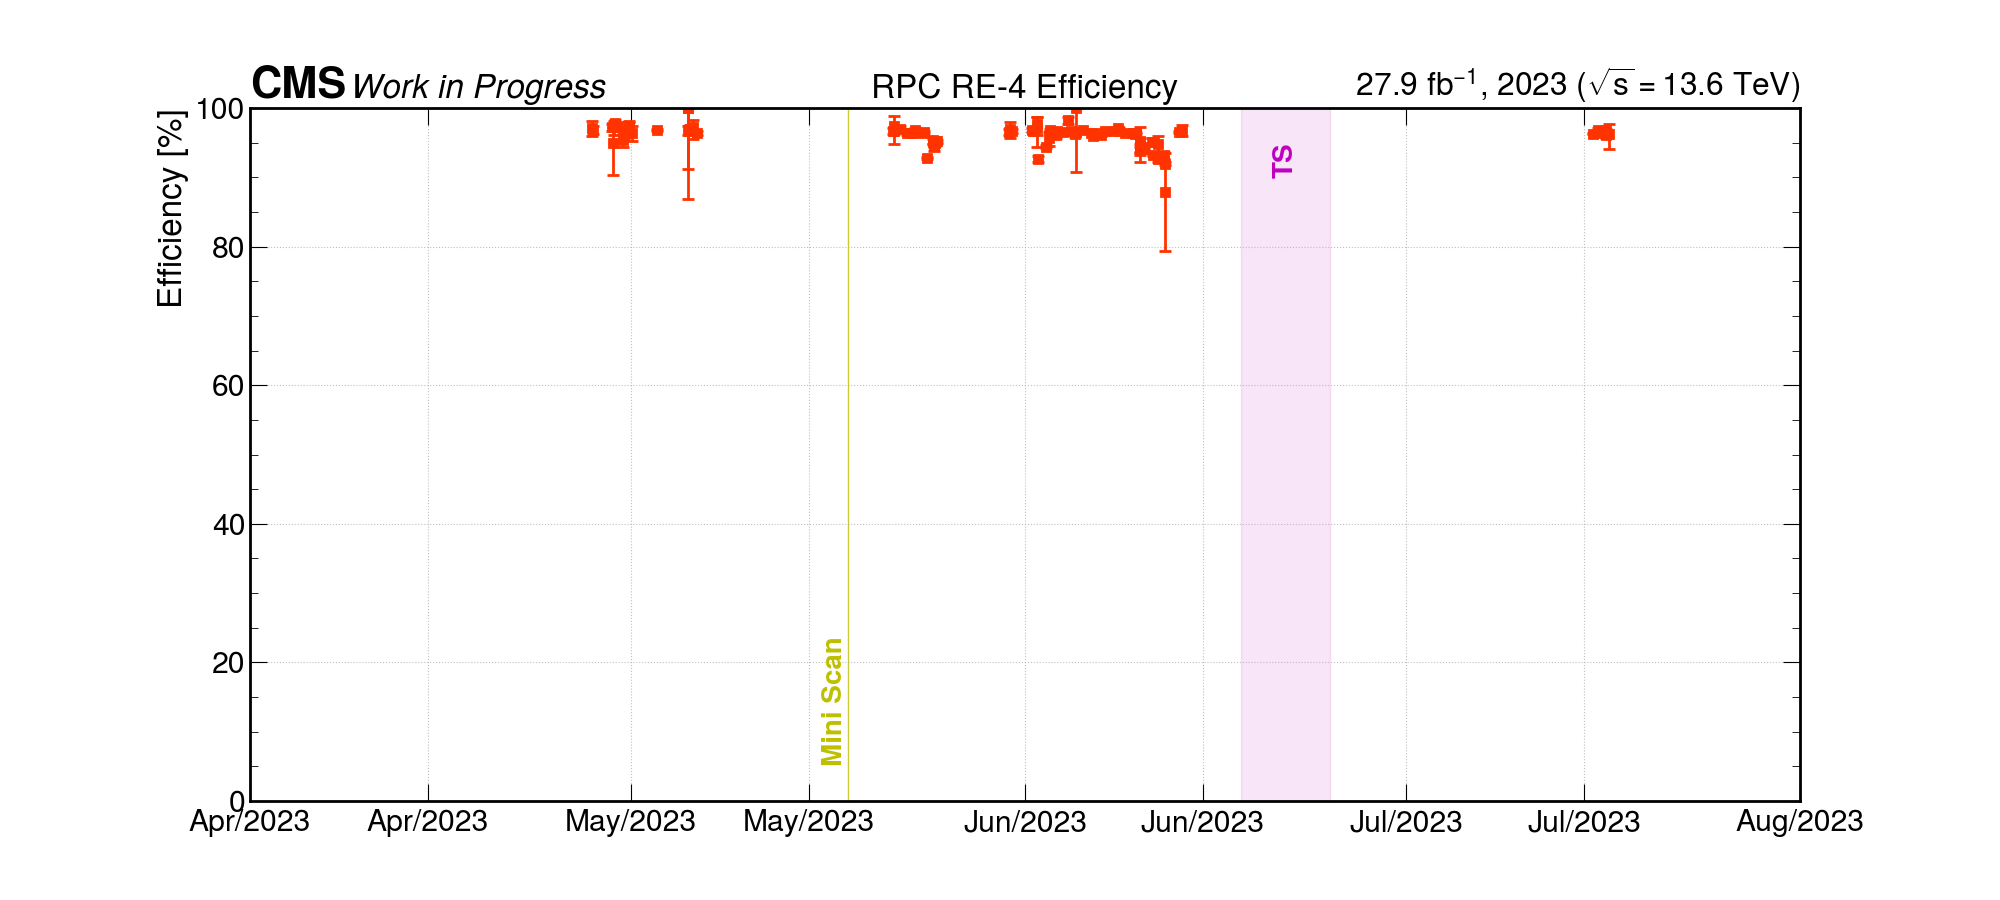 CMS Work in Progress RPC RE-4 Efficiency 27.9 fb⁻¹, 2023 (√s = 13.6 TeV)
Efficiency [%]
100
80
60
40
20
0
TS
Mini Scan
Apr/2023 Apr/2023 May/2023 May/2023 Jun/2023 Jun/2023 Jul/2023 Jul/2023 Aug/2023